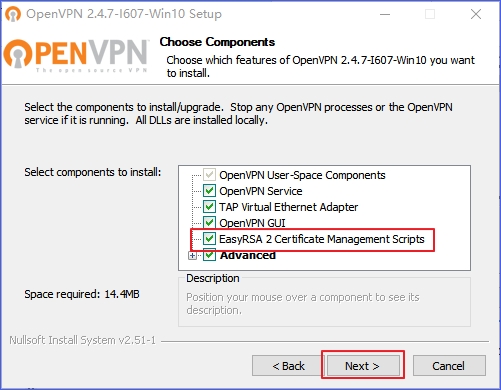 OpenVPN 2.4.7-I607-Win10 Setup
OPENVPN
The open source VPN
Choose Components
Choose which features of OpenVPN 2.4.7-I607-Win10 you want
to install.
Select the components to install/upgrade. Stop any OpenVPN processes or the OpenVPN
service if it is running. All DLLs are installed locally.
Select components to install:
OpenVPN User-Space Components
OpenVPN Service
TAP Virtual Ethernet Adapter
OpenVPN GUI
EasyRSA 2 Certificate Management Scripts
Advanced
Space required: 14.4MB
Description
Position your mouse over a component to see its
description.
Nullsoft Install System v2.51-1
< Back
Next >
Cancel